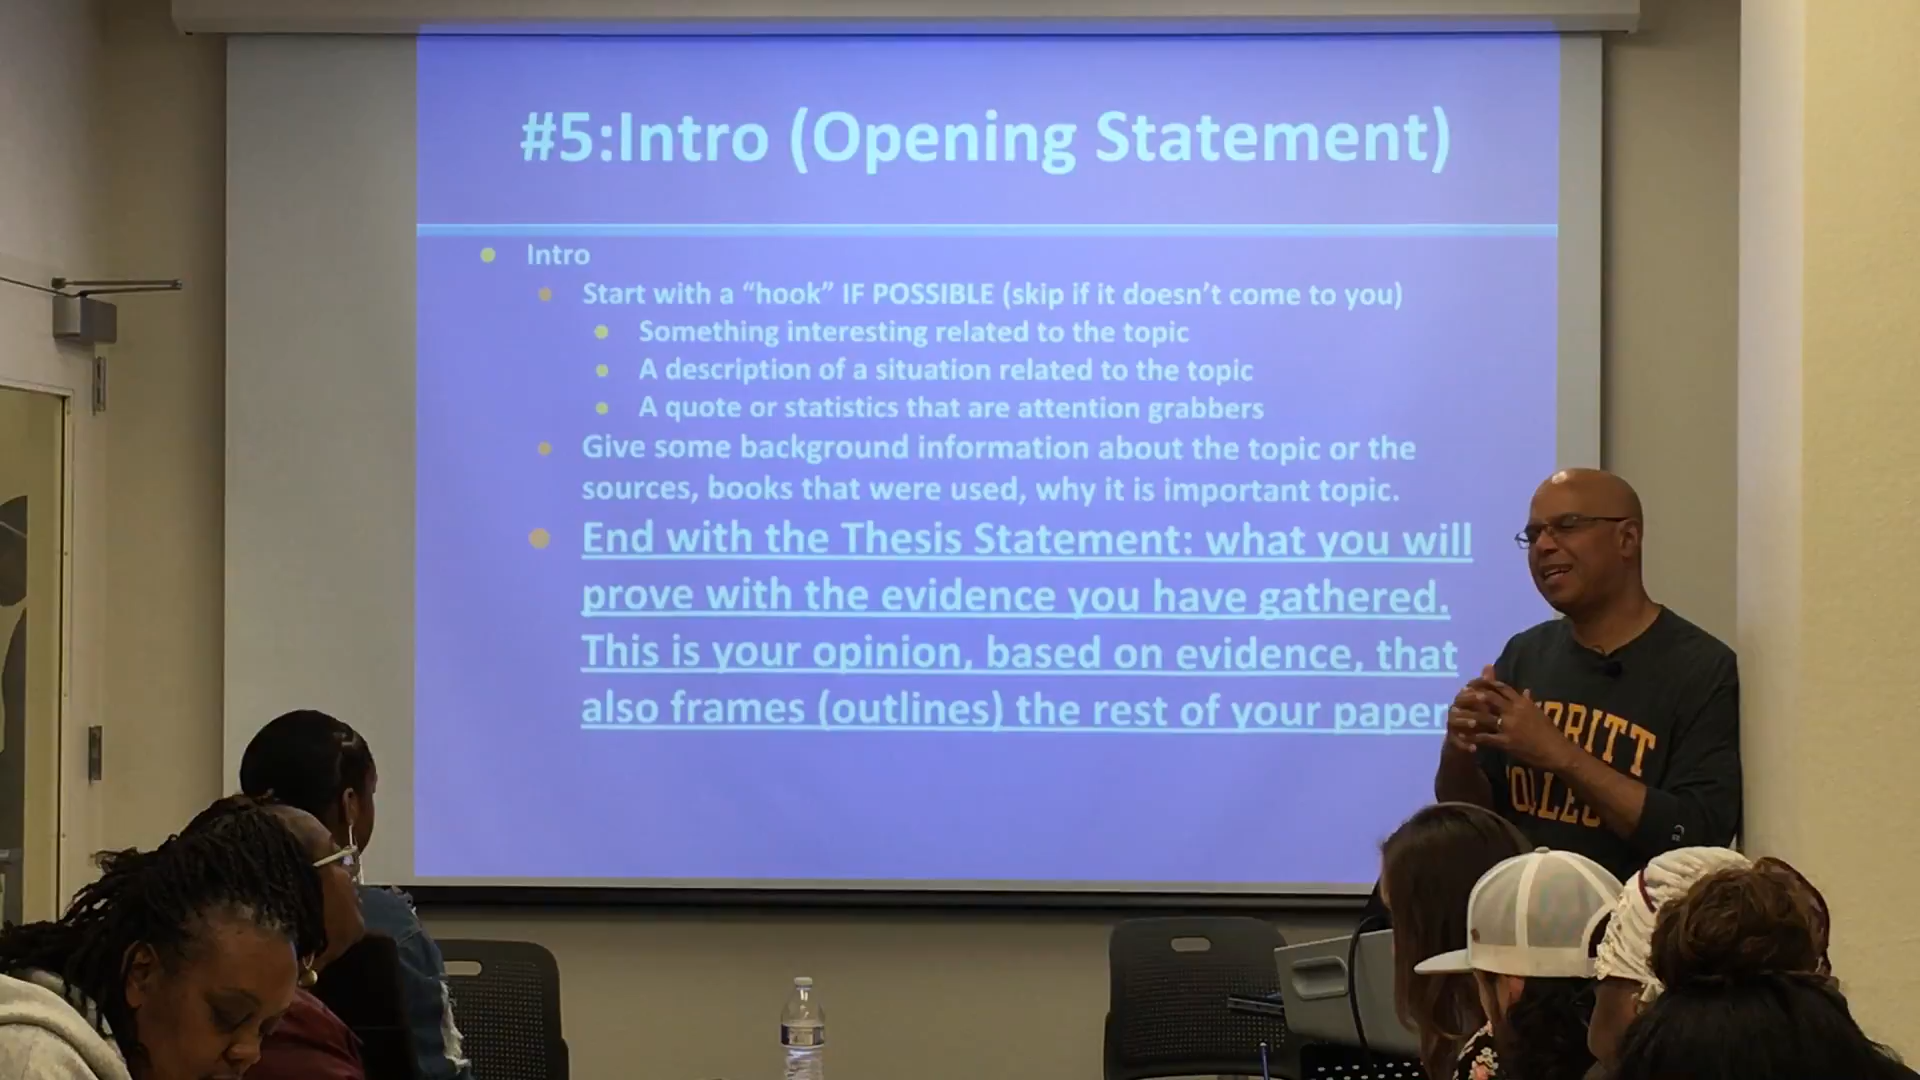 #5:Intro (Opening Statement)
Intro
Start with a “hook” IF POSSIBLE (skip if it doesn’t come to you)
Something interesting related to the topic
A description of a situation related to the topic
A quote or statistics that are attention grabbers
Give some background information about the topic or the
sources, books that were used, why it is important topic.
End with the Thesis Statement: what you will
prove with the evidence you have gathered.
This is your opinion, based on evidence, that
also frames (outlines) the rest of your paper